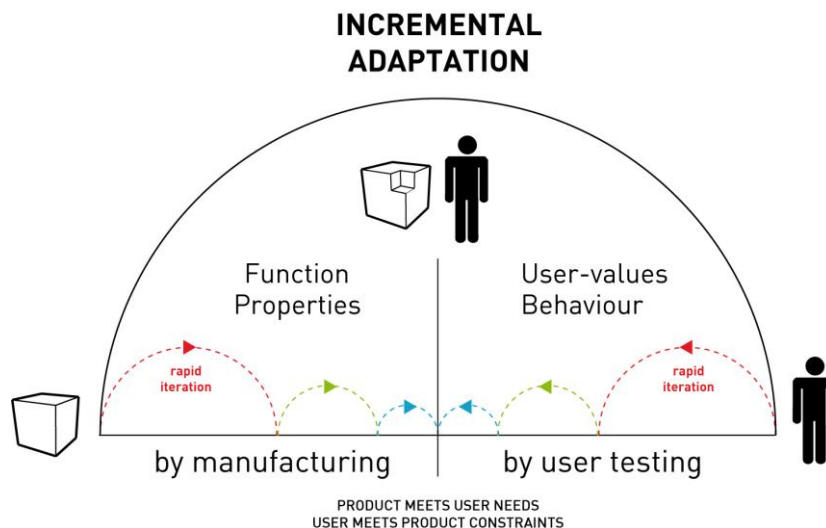 INCREMENTAL
ADAPTATION
Function
Properties
User-values
Behaviour
rapid
iteration
rapid
iteration
by manufacturing
by user testing
PRODUCT MEETS USER NEEDS
USER MEETS PRODUCT CONSTRAINTS